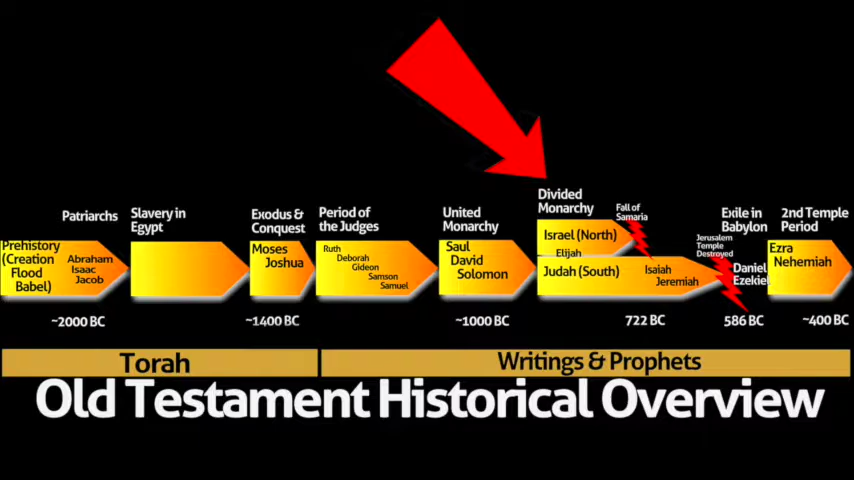 Patriarchs
Slavery in
Egypt
Exodus &
Conquest
Period of
the Judges
United
Monarchy
Divided
Monarchy
Fall of
Samaria
Exile in
Babylon
2nd Temple
Period
Prehistory
(Creation
Flood
Babel)
Abraham
Isaac
Jacob
Moses
Joshua
Ruth
Deborah
Gideon
Samson
Samuel
Saul
David
Solomon
Israel (North)
Elijah
Judah (South)
Isaiah
Jeremiah
Jerusalem
Temple
Destroyed
Daniel
Ezekiel
Ezra
Nehemiah
~2000 BC
~1400 BC
~1000 BC
722 BC
586 BC
~400 BC
Torah
Writings & Prophets
Old Testament Historical Overview